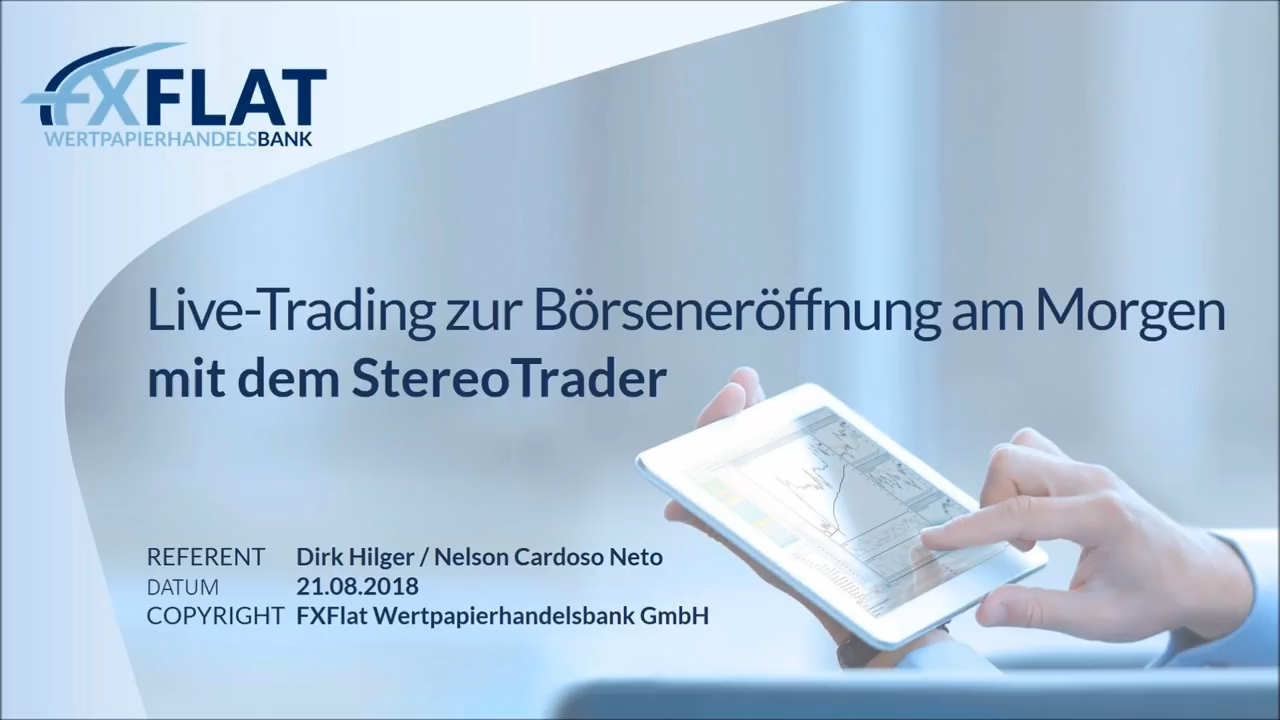 FXFLAT
WERTPAPIERHANDELSBANK
Live-Trading zur Börseneröffnung am Morgen
mit dem StereoTrader
REFERENT Dirk Hilger / Nelson Cardoso Neto
DATUM 21.08.2018
COPYRIGHT FXFlat Wertpapierhandelsbank GmbH